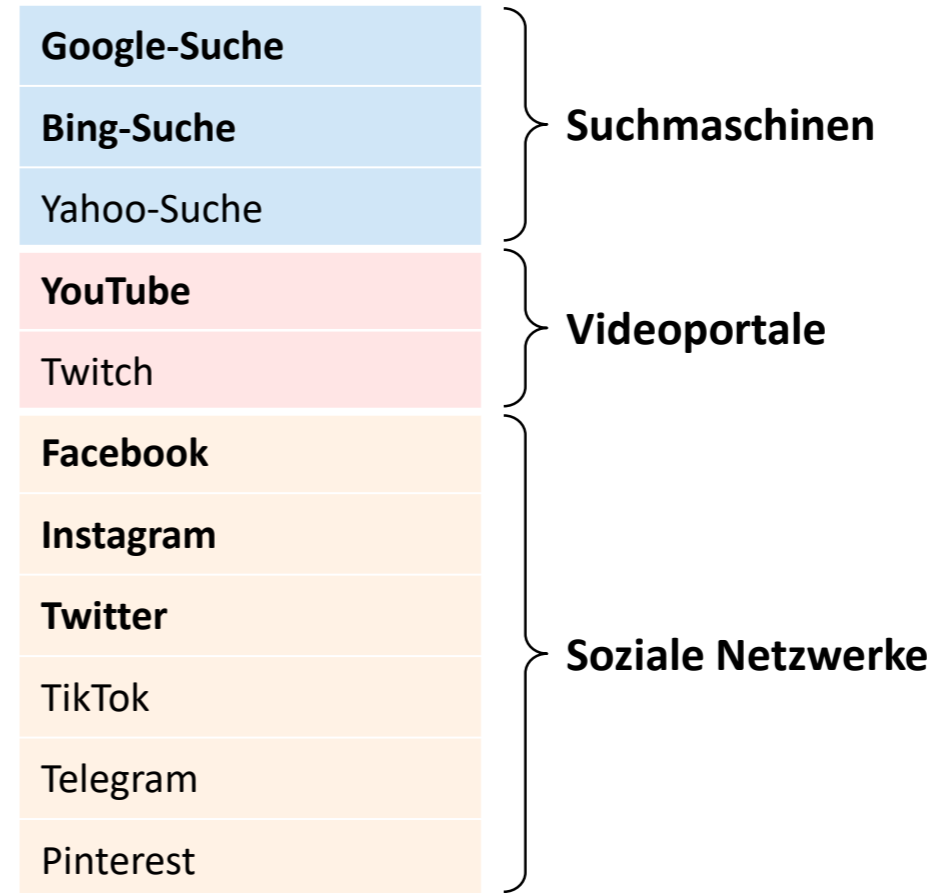 Google-Suche
Bing-Suche
Yahoo-Suche
Suchmaschinen
YouTube
Twitch
Videoportale
Facebook
Instagram
Twitter
TikTok
Telegram
Pinterest
Soziale Netzwerke